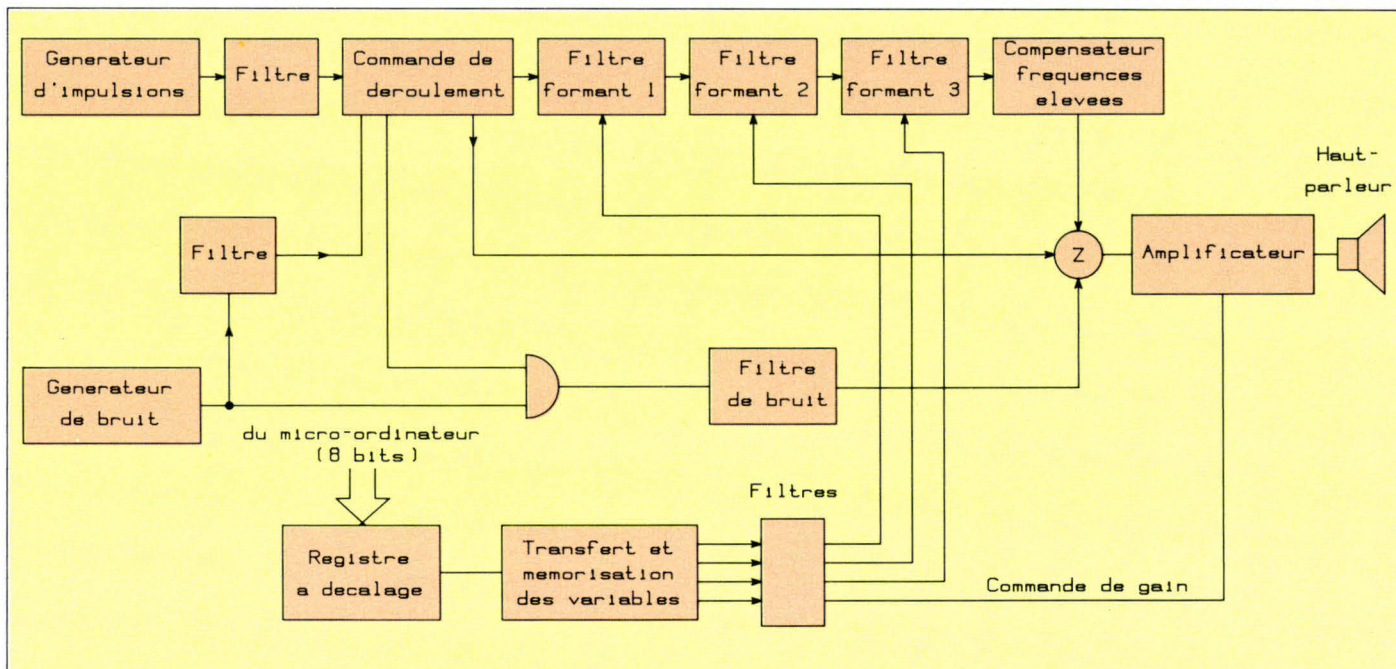 Generateur
d'impulsions
Filtre
Commande de
deroulement
Filtre
formant 1
Filtre
formant 2
Filtre
formant 3
Compensateur
frequences
elevees
Haut-
parleur
Filtre
Z
Amplificateur
Generateur
de bruit
Filtre
de bruit
du micro-ordinateur
(8 bits)
Filtres
Registre
a decalage
Transfert et
memorisation
des variables
Commande de gain